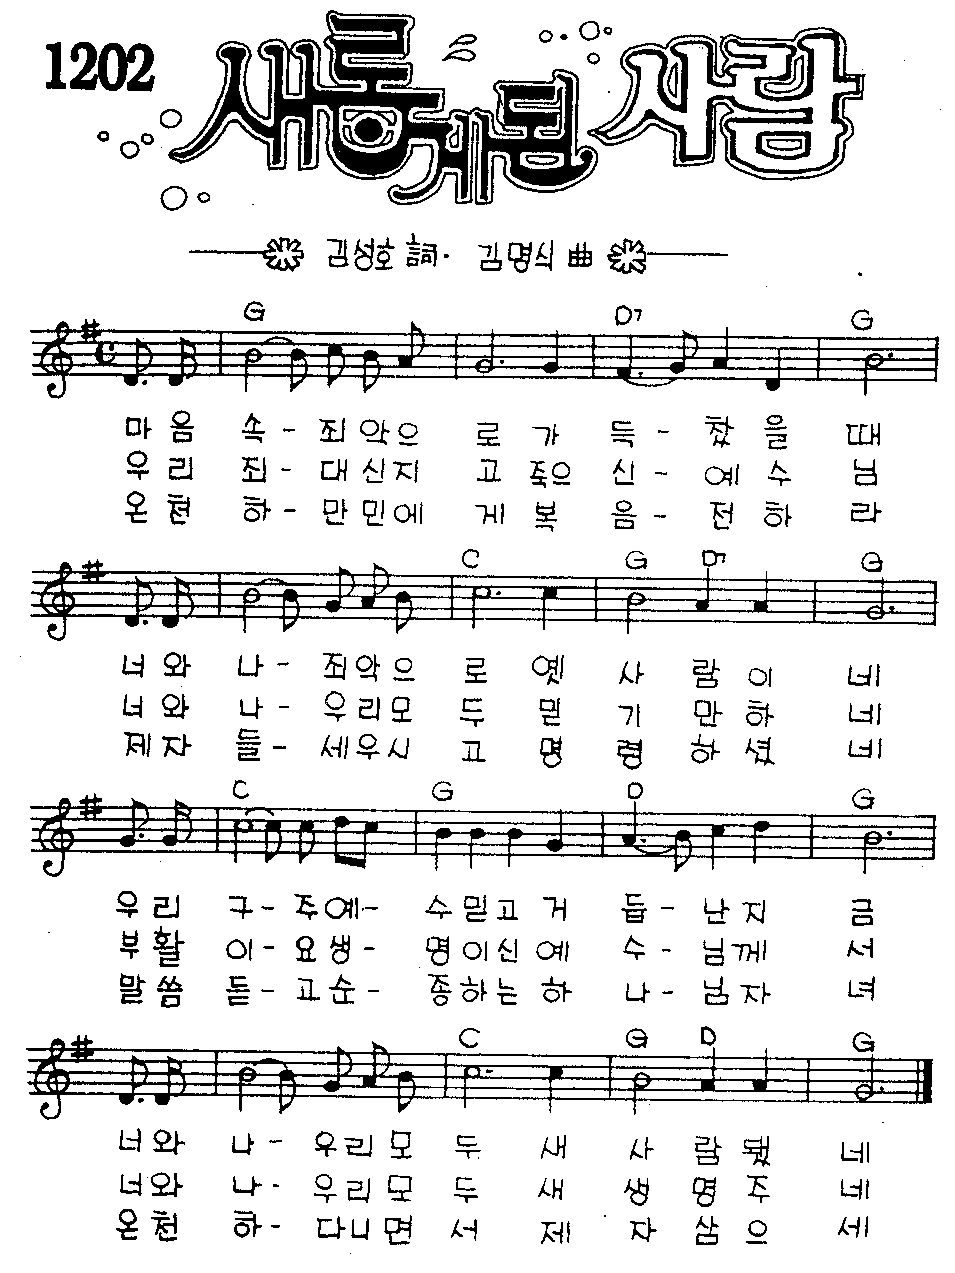 1202 새롭게 됨 사람
김성호 詞. 김명식 曲
G D7 G
마음 속- 죄악으 로가 득- 찼을 때
우리 죄- 대신지 고죽으 신- 예수 님
온천 하- 만민에 게복 음- 전하 라
C G D7 G
너와 나- 죄악으 로옛 사람이 네
너와 나- 우리모 두믿 기만하 네
제자 들- 세우시 고명 령하셨 네
C G D G
우리 구-주예- 수믿고거 듭-난지 금
부활 이-요생- 명이신예 수-님께 서
말씀 듣-고순- 종하는하 나-님자 녀
C G D G
너와 나- 우리모 두새 사람됐 네
너와 나- 우리모 두새 생명주 네
온천 하- 다니면 서제 자삼으 세